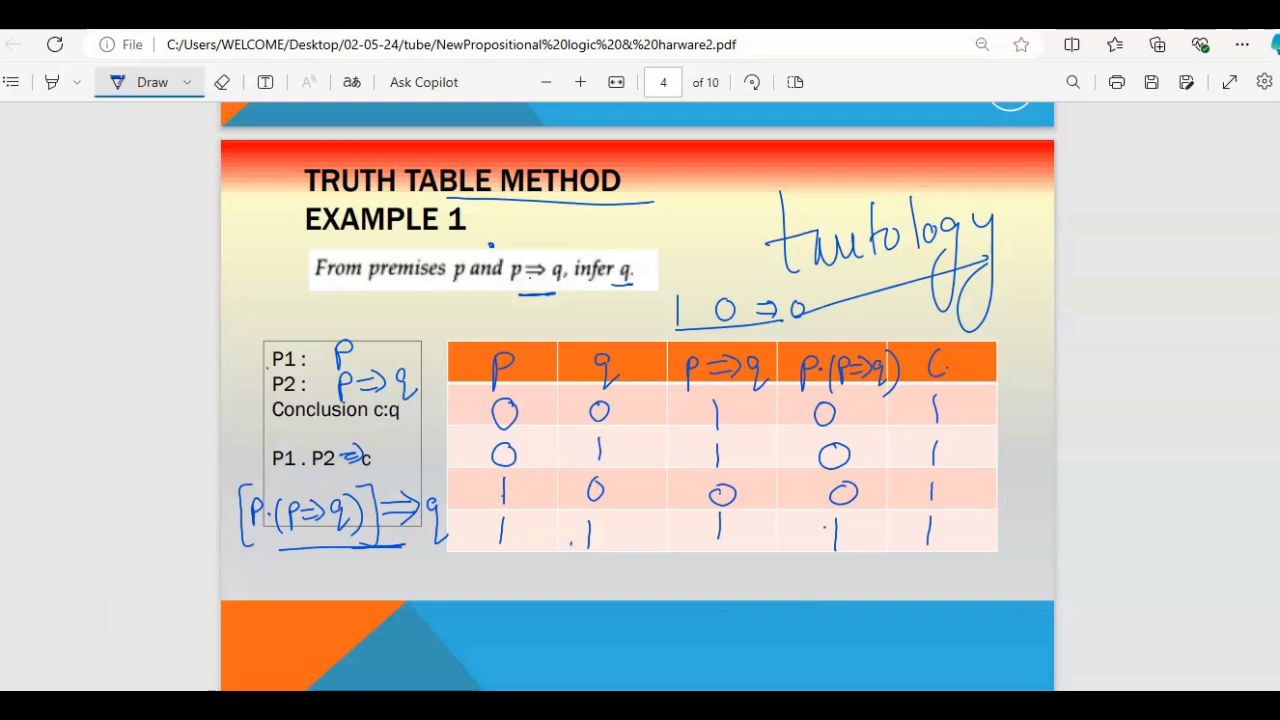 File C:/Users/WELCOME/Desktop/02-05-24/tube/NewPropositional%20logic%20&%20harware2.pdf
Draw aあ Ask Copilot 4 of 10
TRUTH TABLE METHOD
EXAMPLE 1
From premises p and p ⇒ q, infer q.
tautology
1 0 ⇒ 0
P1 : P
P2 : P ⇒ q
Conclusion c:q
P1 . P2 ⇒ c
[P.(P⇒q)] ⇒ q
P q P⇒q P.(P⇒q) C.
0 0 1 0 1
0 1 1 0 1
1 0 0 0 1
1 1 1 1 1